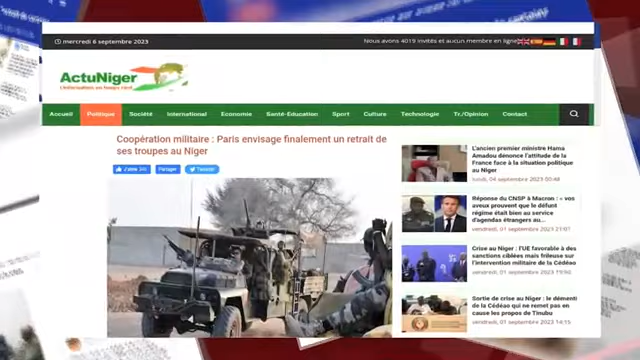 mercredi 6 septembre 2023
Nous avons 4019 invités et aucun membre en ligne
ActuNiger
L'information en temps réel
Accueil Politique Société International Economie Santé-Education Sport Culture Technologie Tr./Opinion Contact
Coopération militaire : Paris envisage finalement un retrait de
ses troupes au Niger
J'aime
Partager
Tweeter
L'ancien premier ministre Hama
Amadou dénonce l'attitude de la
France face à la situation politique
au Niger
lundi, 04 septembre 2023
Réponse du CNSP à Macron : « vos
aveux prouvent que le défunt
régime était bien au service
d'agendas étrangers au...
vendredi, 01 septembre 2023 21:01
Crise au Niger : l'UE favorable à des
sanctions ciblées mais frileuse sur
l'intervention militaire de la Cédéao
vendredi, 01 septembre 2023
Sortie de crise au Niger : le démenti
de la Cédéao qui ne remet pas en
cause les propos de Tinubu
vendredi, 01 septembre 2023 14:15